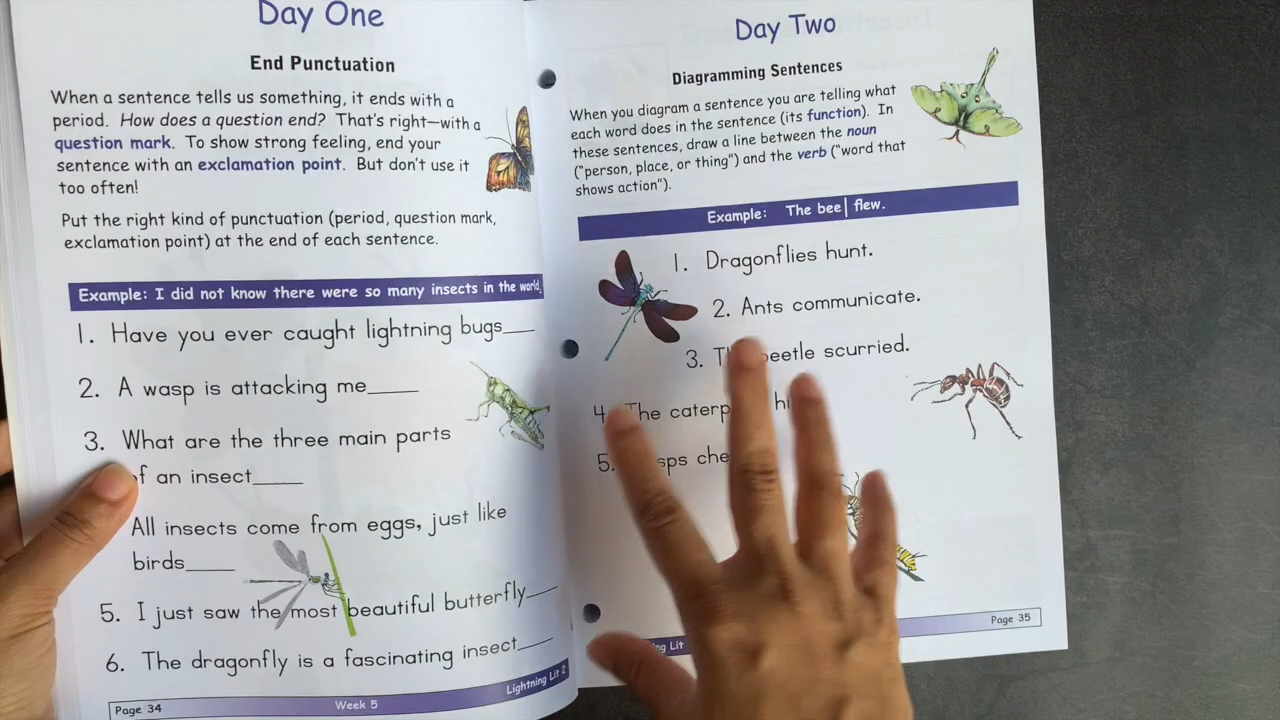 Day One
End Punctuation
When a sentence tells us something, it ends with a
period. How does a question end? That's right—with a
question mark. To show strong feeling, end your
sentence with an exclamation point. But don't use it
too often!
Put the right kind of punctuation (period, question mark,
exclamation point) at the end of each sentence.
Example: I did not know there were so many insects in the world.
1. Have you ever caught lightning bugs___
2. A wasp is attacking me____
3. What are the three main parts
of an insect____
All insects come from eggs, just like
birds____
5. I just saw the most beautiful butterfly___
6. The dragonfly is a fascinating insect___
Lightning Lit 2
Page 34
Week 5
Day Two
Diagramming Sentences
When you diagram a sentence you are telling what
each word does in the sentence (its function). In
these sentences, draw a line between the noun
("person, place, or thing") and the verb ("word that
shows action").
Example: The bee| flew.
1. Dragonflies hunt.
2. Ants communicate.
3. beetle scurried.
4. The
5.
Lit
Page 35